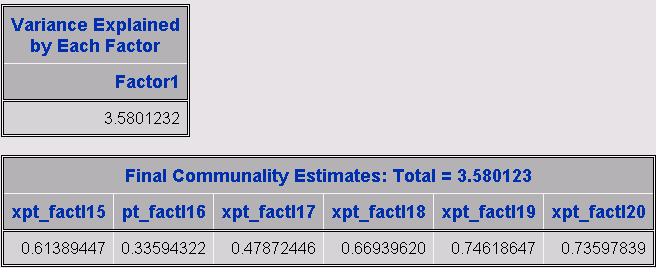 Variance Explained
by Each Factor
Factor1
3.5801232
Final Communality Estimates: Total = 3.580123
xpt_factl15 pt_factl16 xpt_factl17 xpt_factl18 xpt_factl19 xpt_factl20
0.61389447 0.33594322 0.47872446 0.66939620 0.74618647 0.73597839